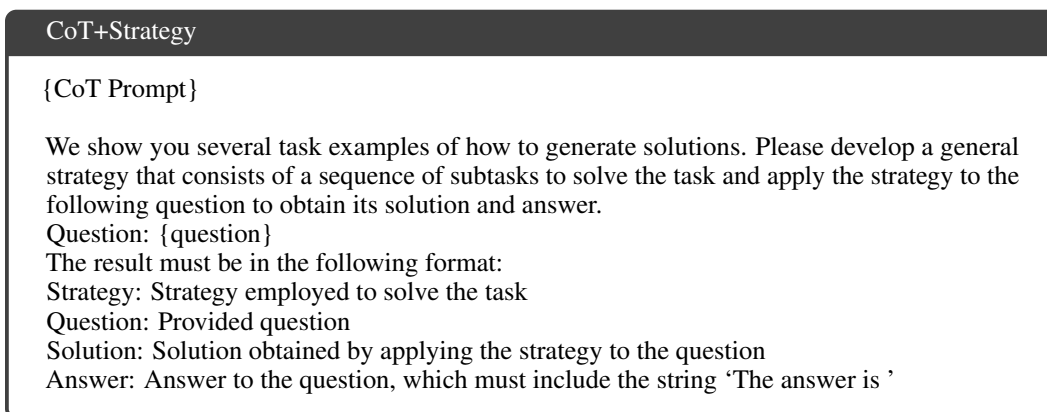 CoT+Strategy
{CoT Prompt}
We show you several task examples of how to generate solutions. Please develop a general
strategy that consists of a sequence of subtasks to solve the task and apply the strategy to the
following question to obtain its solution and answer.
Question: {question}
The result must be in the following format:
Strategy: Strategy employed to solve the task
Question: Provided question
Solution: Solution obtained by applying the strategy to the question
Answer: Answer to the question, which must include the string ‘The answer is ’